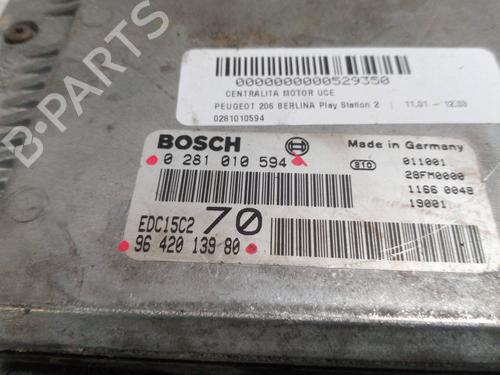 0000000000529350
CENTRALITA MOTOR UCE
PEUGEOT 206 BERLINA Play Station 2 | 11.01 - 12.03
0281010594
BOSCH
Made in Germany
0 281 010 594
810 011001
28FM0000
1166 0048
19001
EDC15C2 70
96 420 139 80
B-PARTS